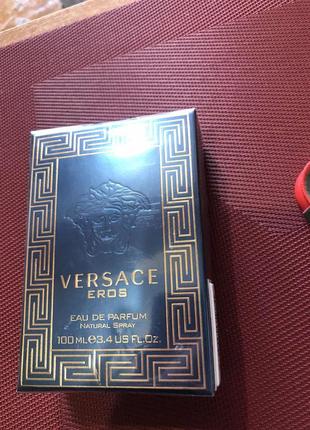 VERSACE
EROS
EAU DE PARFUM
NATURAL SPRAY
100 ML℮3.4 US FL.OZ.